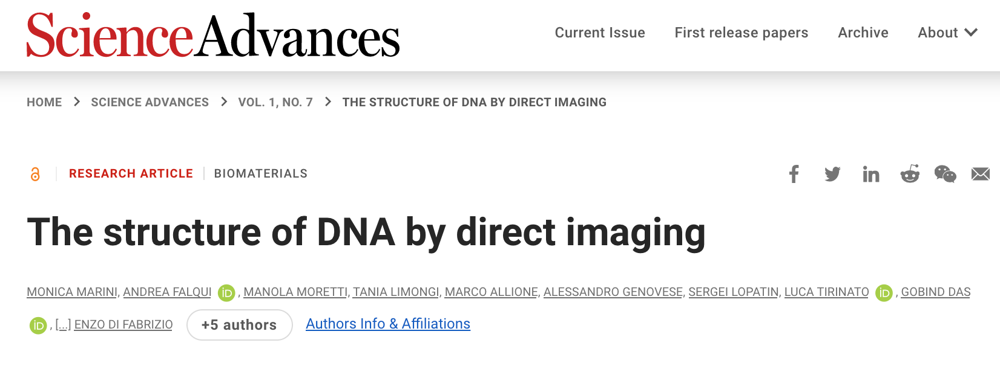 ScienceAdvances
Current Issue First release papers Archive About
HOME > SCIENCE ADVANCES > VOL. 1, NO. 7 > THE STRUCTURE OF DNA BY DIRECT IMAGING
RESEARCH ARTICLE | BIOMATERIALS
The structure of DNA by direct imaging
MONICA MARINI, ANDREA FALQUI iD, MANOLA MORETTI, TANIA LIMONGI, MARCO ALLIONE, ALESSANDRO GENOVESE, SERGEI LOPATIN, LUCA TIRINATO iD, GOBIND DAS
iD, [...] ENZO DI FABRIZIO +5 authors Authors Info & Affiliations